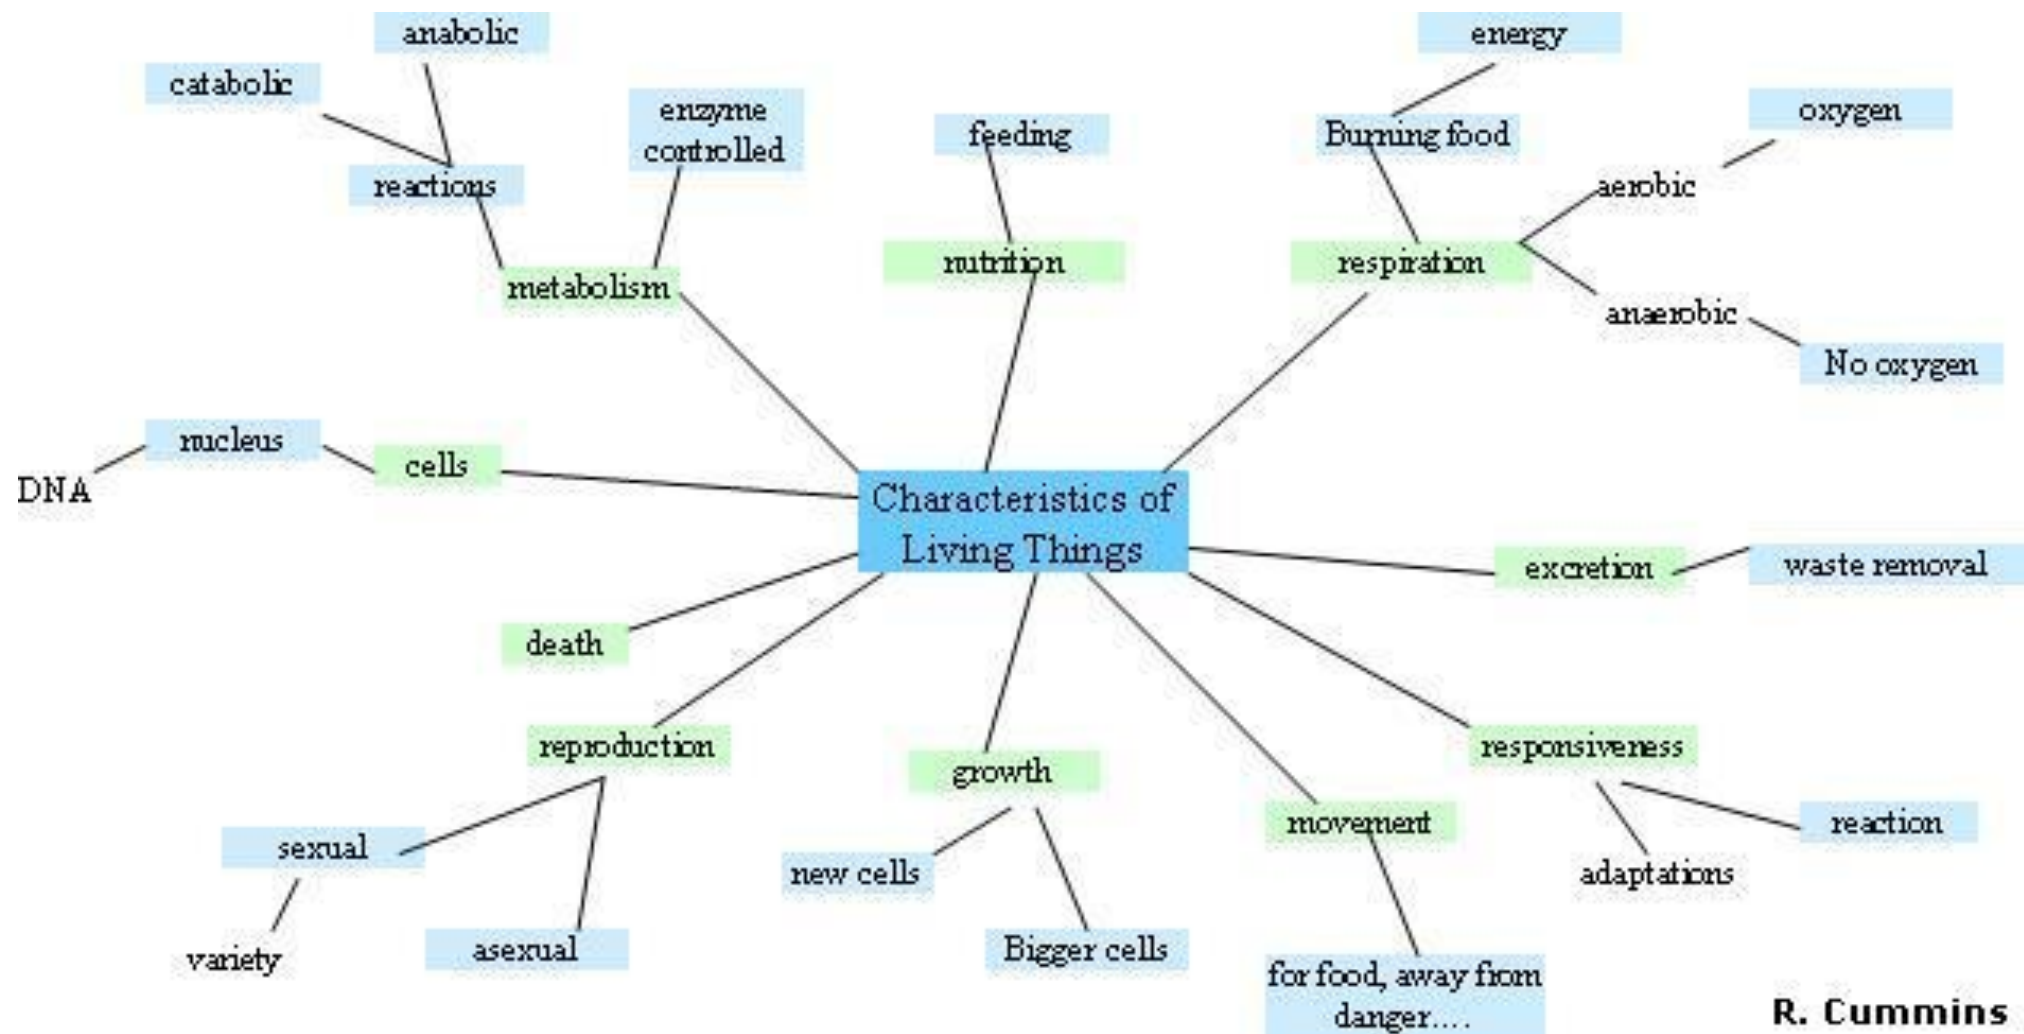 anabolic
energy
catabolic
enzyme
controlled
feeding
Burning food
oxygen
reactions
aerobic
metabolism
nutrition
respiration
anaerobic
No oxygen
nucleus
cells
DNA
Characteristics of
Living Things
excretion
waste removal
death
reproduction
growth
responsiveness
movement
sexual
new cells
adaptations
reaction
variety
asexual
Bigger cells
for food, away from
danger....
R. Cummins